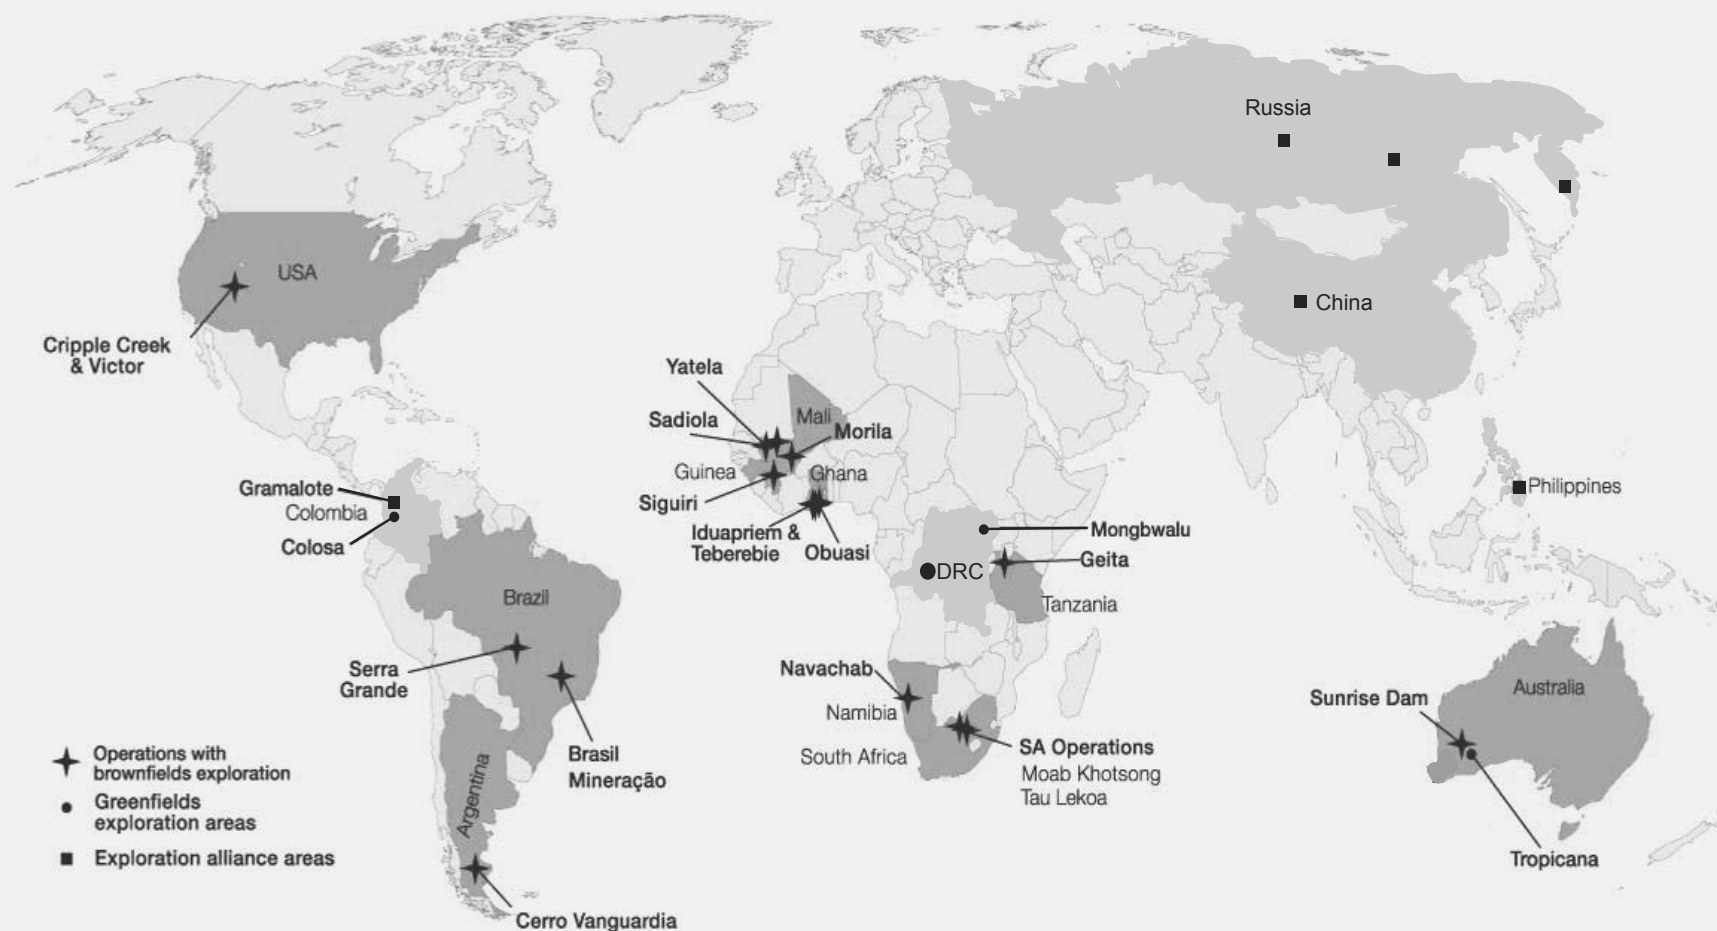 Russia
USA
China
Cripple Creek
& Victor
Yatela
Sadiola
Mali
Morila
Guinea
Ghana
Siguiri
Iduapriem &
Teberebie
Obuasi
Gramalote
Colombia
Colosa
Philippines
Mongbwalu
Geita
DRC
Tanzania
Brazil
Serra
Grande
Navachab
Namibia
South Africa
SA Operations
Moab Khotsong
Tau Lekoa
Australia
Sunrise Dam
Tropicana
Brasil
Mineração
Argentina
Cerro Vanguardia
Operations with
brownfields exploration
Greenfields
exploration areas
Exploration alliance areas